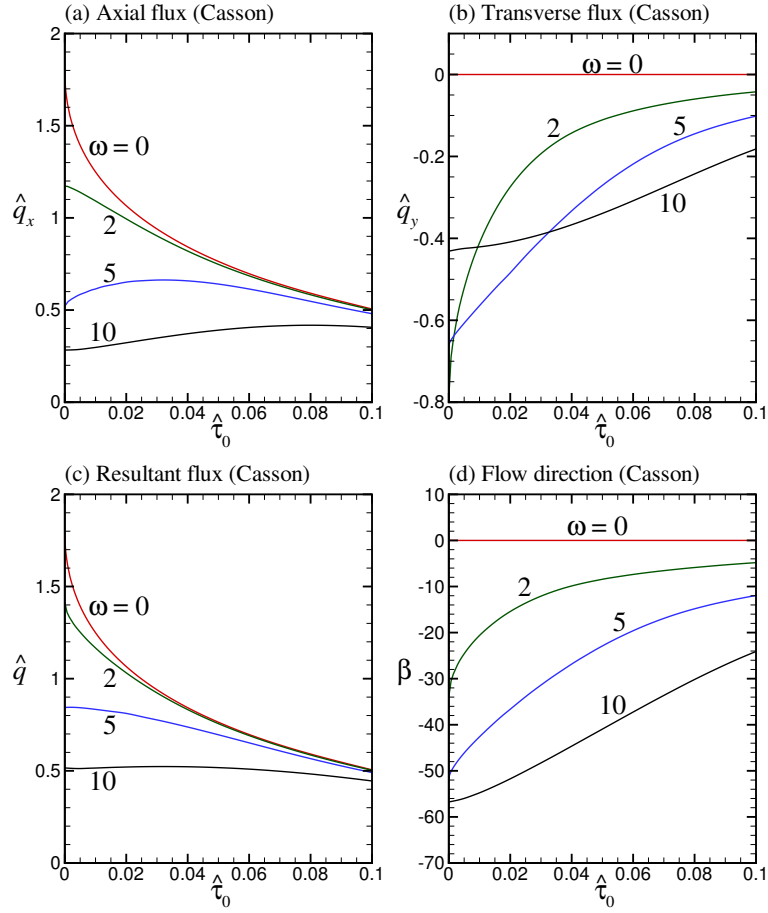 (a) Axial flux (Casson)
2
1.5
1
0.5
0
q̂x
ω = 0
2
5
10
0 0.02 0.04 0.06 0.08 0.1
τ̂0
(b) Transverse flux (Casson)
0
-0.2
-0.4
-0.6
-0.8
q̂y
ω = 0
2
5
10
0 0.02 0.04 0.06 0.08 0.1
τ̂0
(c) Resultant flux (Casson)
2
1.5
1
0.5
0
q̂
ω = 0
2
5
10
0 0.02 0.04 0.06 0.08 0.1
τ̂0
(d) Flow direction (Casson)
10
0
-10
-20
-30
-40
-50
-60
-70
β
ω = 0
2
5
10
0 0.02 0.04 0.06 0.08 0.1
τ̂0